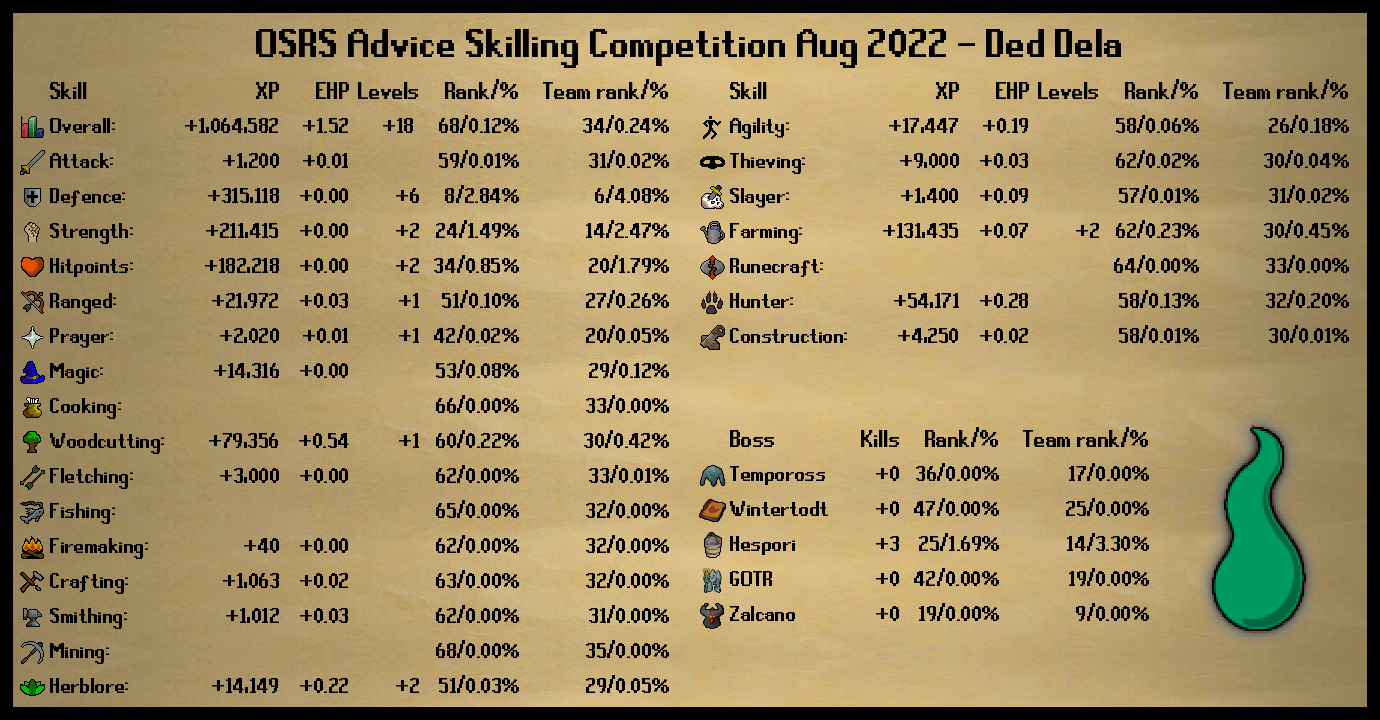 OSRS Advice Skilling Competition Aug 2022 - Ded Dela
Skill XP EHP Levels Rank/% Team rank/%
Overall: +1,064,582 +1.52 +18 68/0.12% 34/0.24%
Attack: +1,200 +0.01 59/0.01% 31/0.02%
Defence: +315,118 +0.00 +6 8/2.84% 6/4.08%
Strength: +211,415 +0.00 +2 24/1.49% 14/2.47%
Hitpoints: +182,218 +0.00 +2 34/0.85% 20/1.79%
Ranged: +21,972 +0.03 +1 51/0.10% 27/0.26%
Prayer: +2,020 +0.01 +1 42/0.02% 20/0.05%
Magic: +14,316 +0.00 53/0.08% 29/0.12%
Cooking: 66/0.00% 33/0.00%
Woodcutting: +79,356 +0.54 +1 60/0.22% 30/0.42%
Fletching: +3,000 +0.00 62/0.00% 33/0.01%
Fishing: 65/0.00% 32/0.00%
Firemaking: +40 +0.00 62/0.00% 32/0.00%
Crafting: +1,063 +0.02 63/0.00% 32/0.00%
Smithing: +1,012 +0.03 62/0.00% 31/0.00%
Mining: 68/0.00% 35/0.00%
Herblore: +14,149 +0.22 +2 51/0.03% 29/0.05%
Skill XP EHP Levels Rank/% Team rank/%
Agility: +17,447 +0.19 58/0.06% 26/0.18%
Thieving: +9,000 +0.03 62/0.02% 30/0.04%
Slayer: +1,400 +0.09 57/0.01% 31/0.02%
Farming: +131,435 +0.07 +2 62/0.23% 30/0.45%
Runecraft: 64/0.00% 33/0.00%
Hunter: +54,171 +0.28 58/0.13% 32/0.20%
Construction: +4,250 +0.02 58/0.01% 30/0.01%
Boss Kills Rank/% Team rank/%
Tempoross +0 36/0.00% 17/0.00%
Wintertodt +0 47/0.00% 25/0.00%
Hespori +3 25/1.69% 14/3.30%
GOTR +0 42/0.00% 19/0.00%
Zalcano +0 19/0.00% 9/0.00%